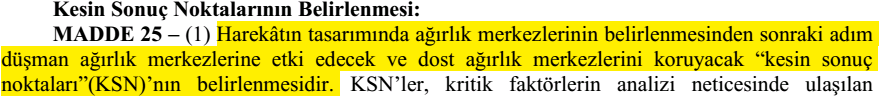 Kesin Sonuç Noktalarının Belirlenmesi:
MADDE 25 – (1) Harekâtın tasarımında ağırlık merkezlerinin belirlenmesinden sonraki adım
düşman ağırlık merkezlerine etki edecek ve dost ağırlık merkezlerini koruyacak “kesin sonuç
noktaları”(KSN)’nın belirlenmesidir. KSN’ler, kritik faktörlerin analizi neticesinde ulaşılan